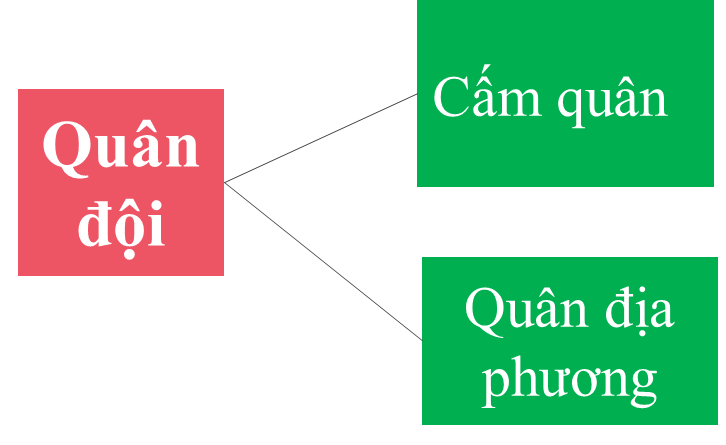 Quân
đội
Cấm quân
Quân địa
phương